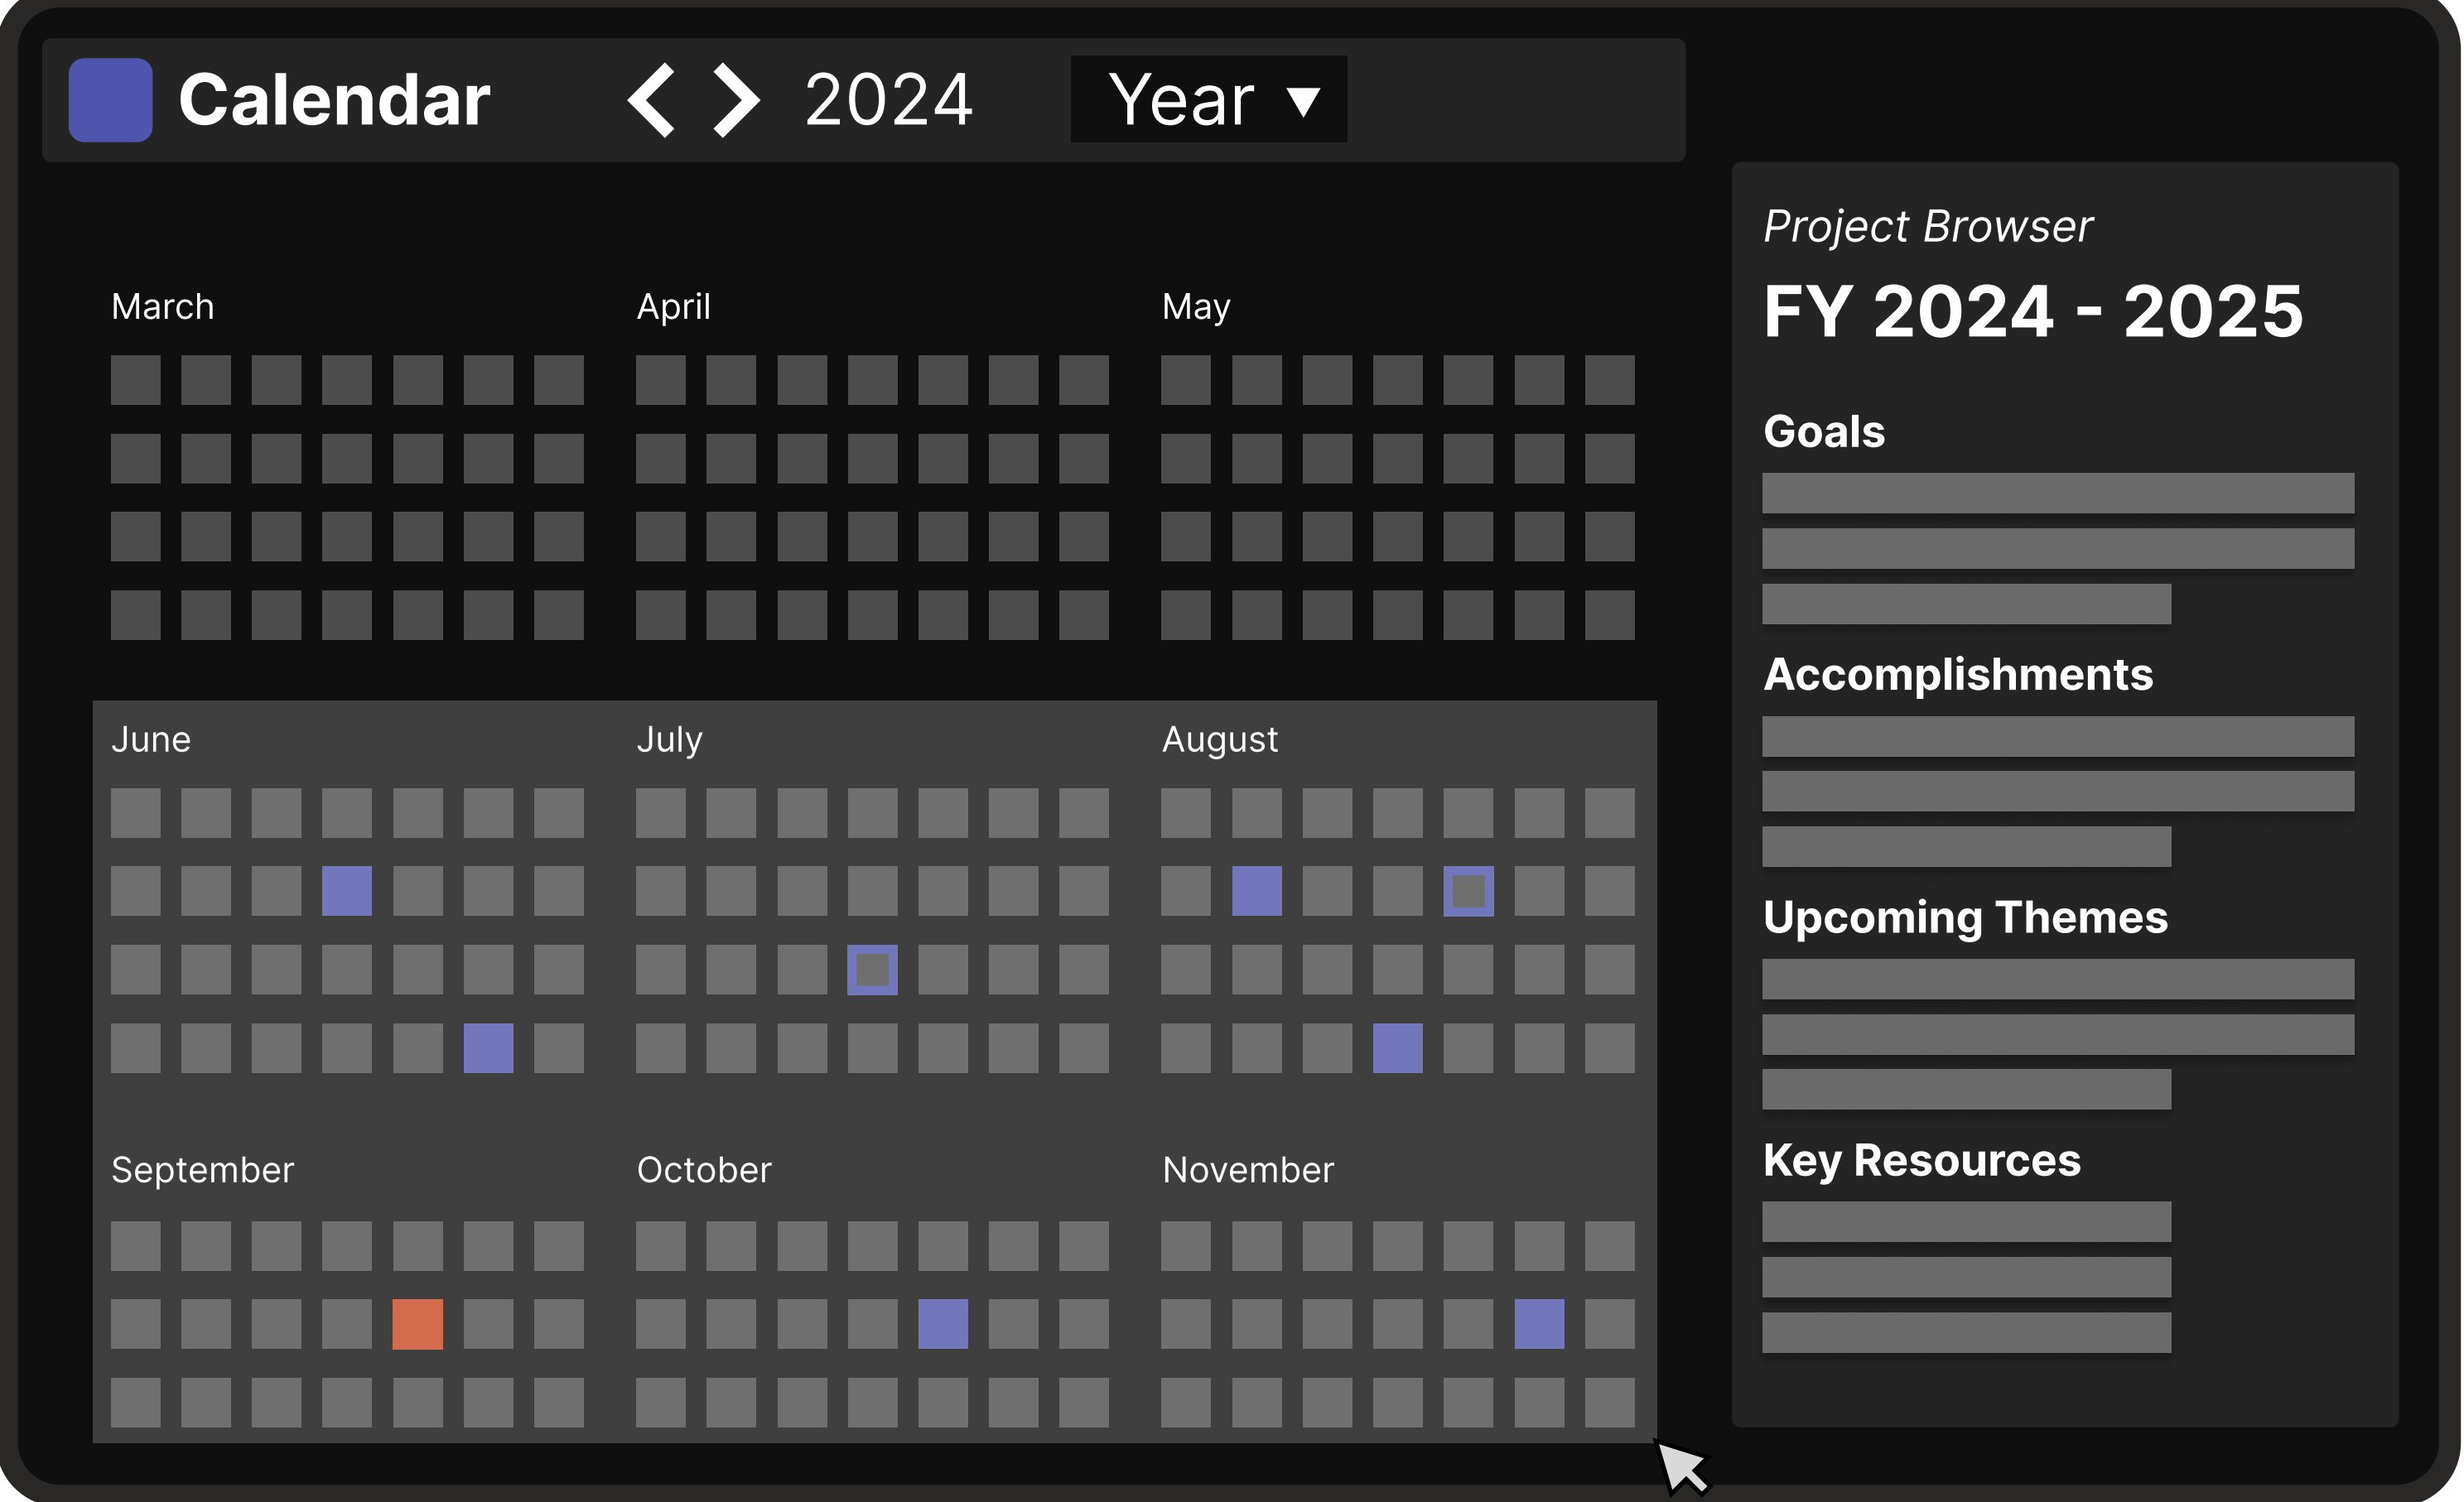 Calendar
2024
Year
March
April
May
June
July
August
September
October
November
Project Browser
FY 2024 - 2025
Goals
Accomplishments
Upcoming Themes
Key Resources